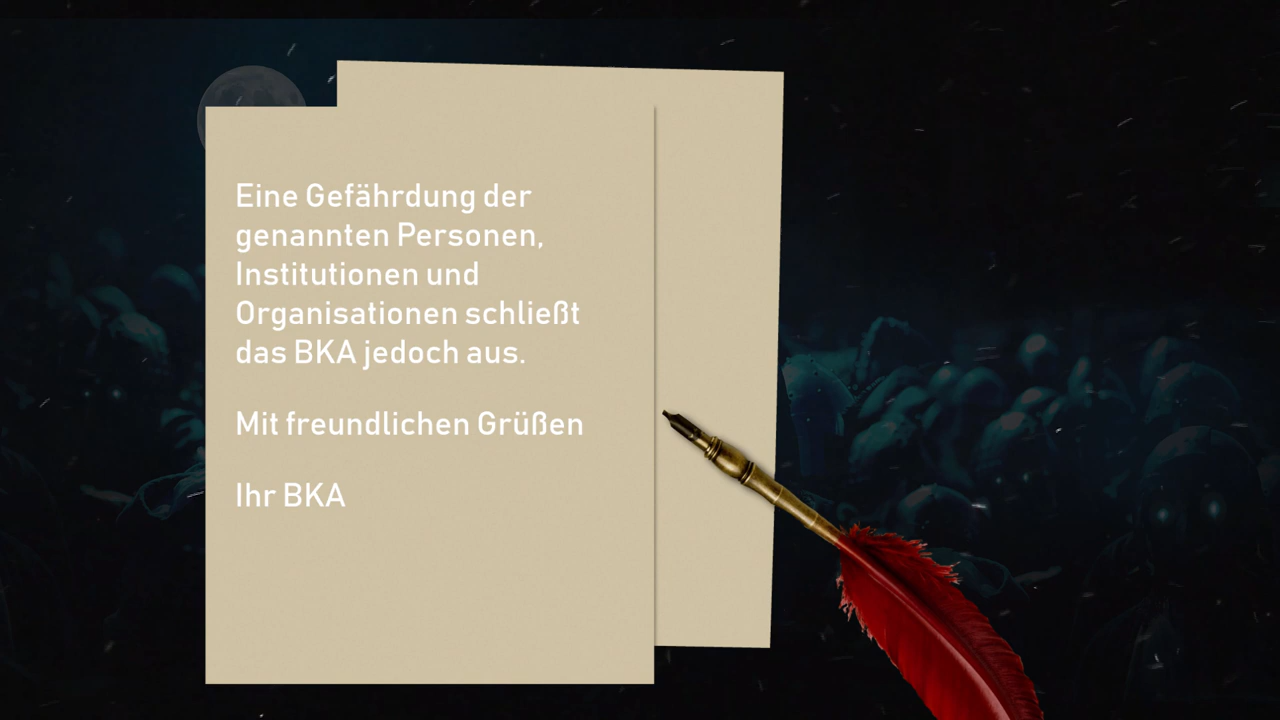 Eine Gefährdung der
genannten Personen,
Institutionen und
Organisationen schließt
das BKA jedoch aus.
Mit freundlichen Grüßen
Ihr BKA